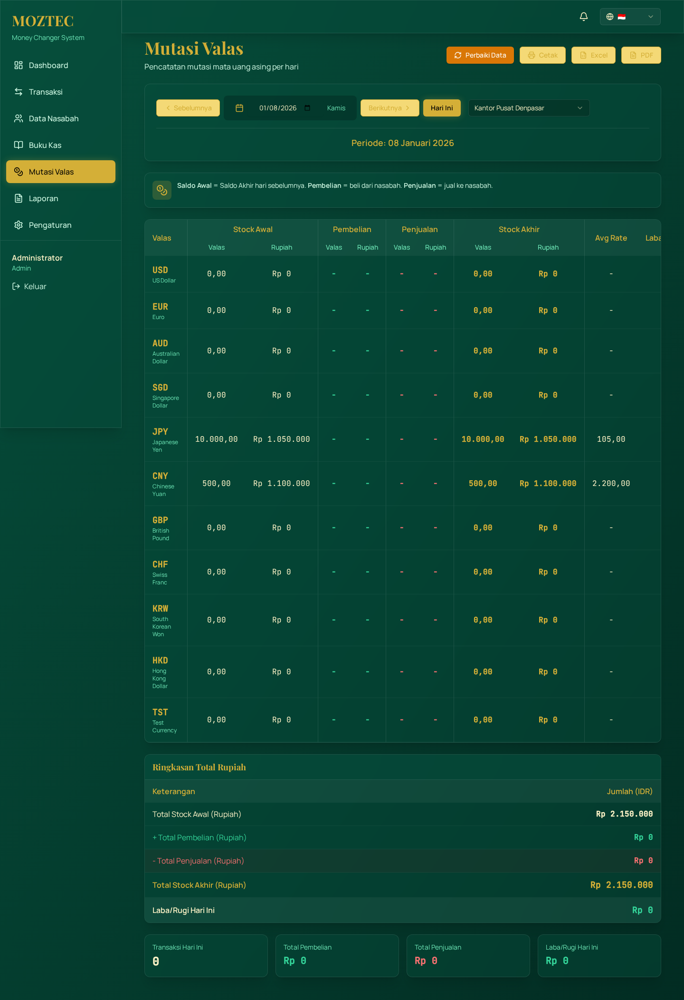 MOZTEC
Money Changer System
Dashboard
Transaksi
Data Nasabah
Buku Kas
Mutasi Valas
Laporan
Pengaturan
Administrator
Admin
Keluar
Mutasi Valas
Pencatatan mutasi mata uang asing per hari
Perbaiki Data Cetak Excel PDF
Sebelumnya 01/08/2026 Kamis Berikutnya Hari Ini Kantor Pusat Denpasar
Periode: 08 Januari 2026
Saldo Awal = Saldo Akhir hari sebelumnya. Pembelian = beli dari nasabah. Penjualan = jual ke nasabah.
Valas Stock Awal Pembelian Penjualan Stock Akhir Avg Rate Laba
Valas Rupiah Valas Rupiah Valas Rupiah Valas Rupiah
USD 0,00 Rp 0 - - - - 0,00 Rp 0 -
US Dollar
EUR 0,00 Rp 0 - - - - 0,00 Rp 0 -
Euro
AUD 0,00 Rp 0 - - - - 0,00 Rp 0 -
Australian
Dollar
SGD 0,00 Rp 0 - - - - 0,00 Rp 0 -
Singapore
Dollar
JPY 10.000,00 Rp 1.050.000 - - - - 10.000,00 Rp 1.050.000 105,00
Japanese
Yen
CNY 500,00 Rp 1.100.000 - - - - 500,00 Rp 1.100.000 2.200,00
Chinese
Yuan
GBP 0,00 Rp 0 - - - - 0,00 Rp 0 -
British
Pound
CHF 0,00 Rp 0 - - - - 0,00 Rp 0 -
Swiss
Franc
KRW 0,00 Rp 0 - - - - 0,00 Rp 0 -
South
Korean
Won
HKD 0,00 Rp 0 - - - - 0,00 Rp 0 -
Hong
Kong
Dollar
TST 0,00 Rp 0 - - - - 0,00 Rp 0 -
Test
Currency
Ringkasan Total Rupiah
Keterangan Jumlah (IDR)
Total Stock Awal (Rupiah) Rp 2.150.000
+ Total Pembelian (Rupiah) Rp 0
- Total Penjualan (Rupiah) Rp 0
Total Stock Akhir (Rupiah) Rp 2.150.000
Laba/Rugi Hari Ini Rp 0
Transaksi Hari Ini Total Pembelian Total Penjualan Laba/Rugi Hari Ini
0 Rp 0 Rp 0 Rp 0